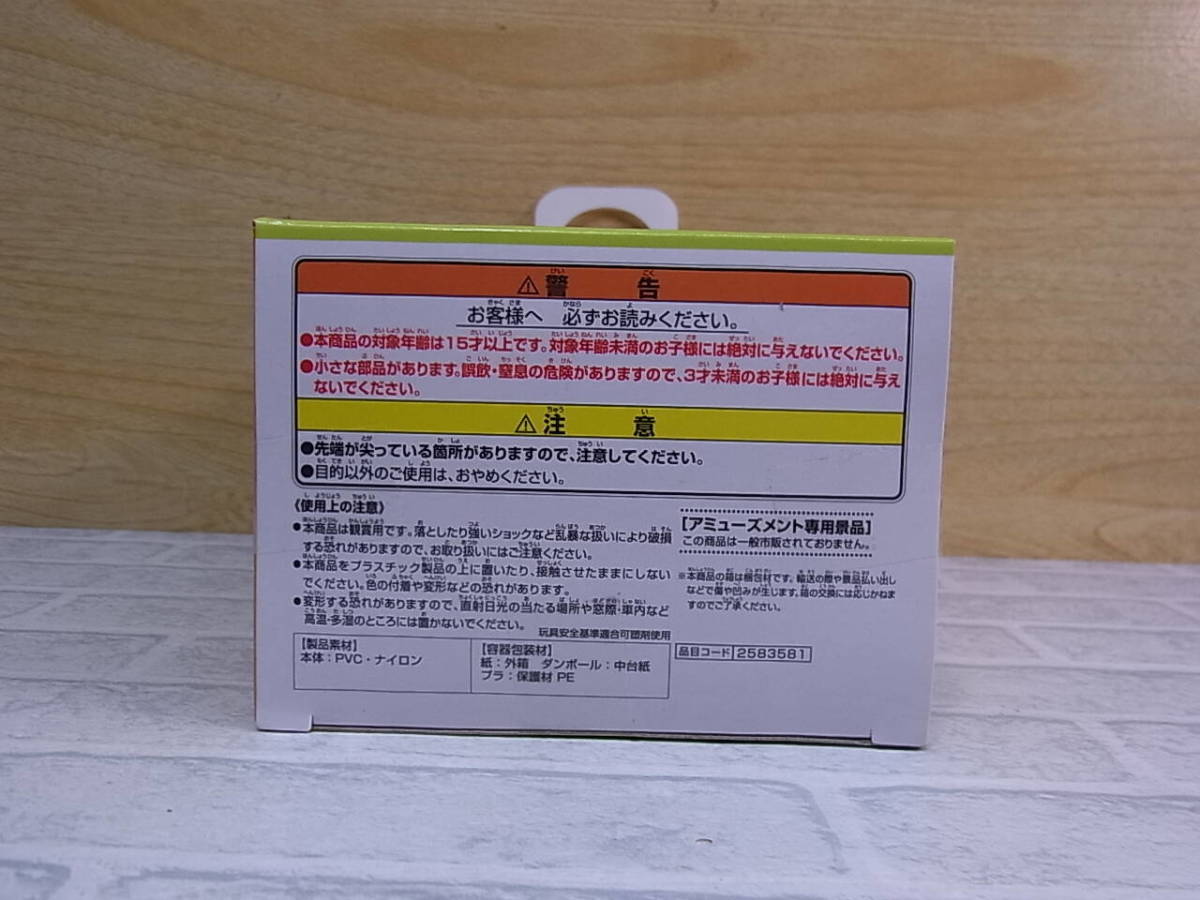 ⚠警告
お客様へ 必ずお読みください。
●本商品の対象年齢は15才以上です。対象年齢未満のお子様には絶対に与えないでください。
●小さな部品があります。誤飲・窒息の危険がありますので、3才未満のお子様には絶対に与え
ないでください。
⚠注意
●先端が尖っている箇所がありますので、注意してください。
●目的以外のご使用は、おやめください。
《使用上の注意》
●本商品は観賞用です。落としたり強いショックなど乱暴な扱いにより破損
する恐れがありますので、お取り扱いにはご注意ください。
●本商品をプラスチック製品の上に置いたり、接触させたままにしない
でください。色の付着や変形などの恐れがあります。
●変形する恐れがありますので、直射日光の当たる場所や窓際・車内など
高温・多湿のところには置かないでください。
玩具安全基準適合可塑剤使用
【製品素材】
本体:PVC・ナイロン
【容器包装材】
紙:外箱 ダンボール:中台紙
プラ:保護材 PE
【アミューズメント専用景品】
この商品は一般市販されておりません。
※本商品の箱は梱包材です。輸送の際や景品払い出し
などで傷や凹みが生じます。箱の交換には応じかねま
すのでご了承ください。
品目コード 2583581